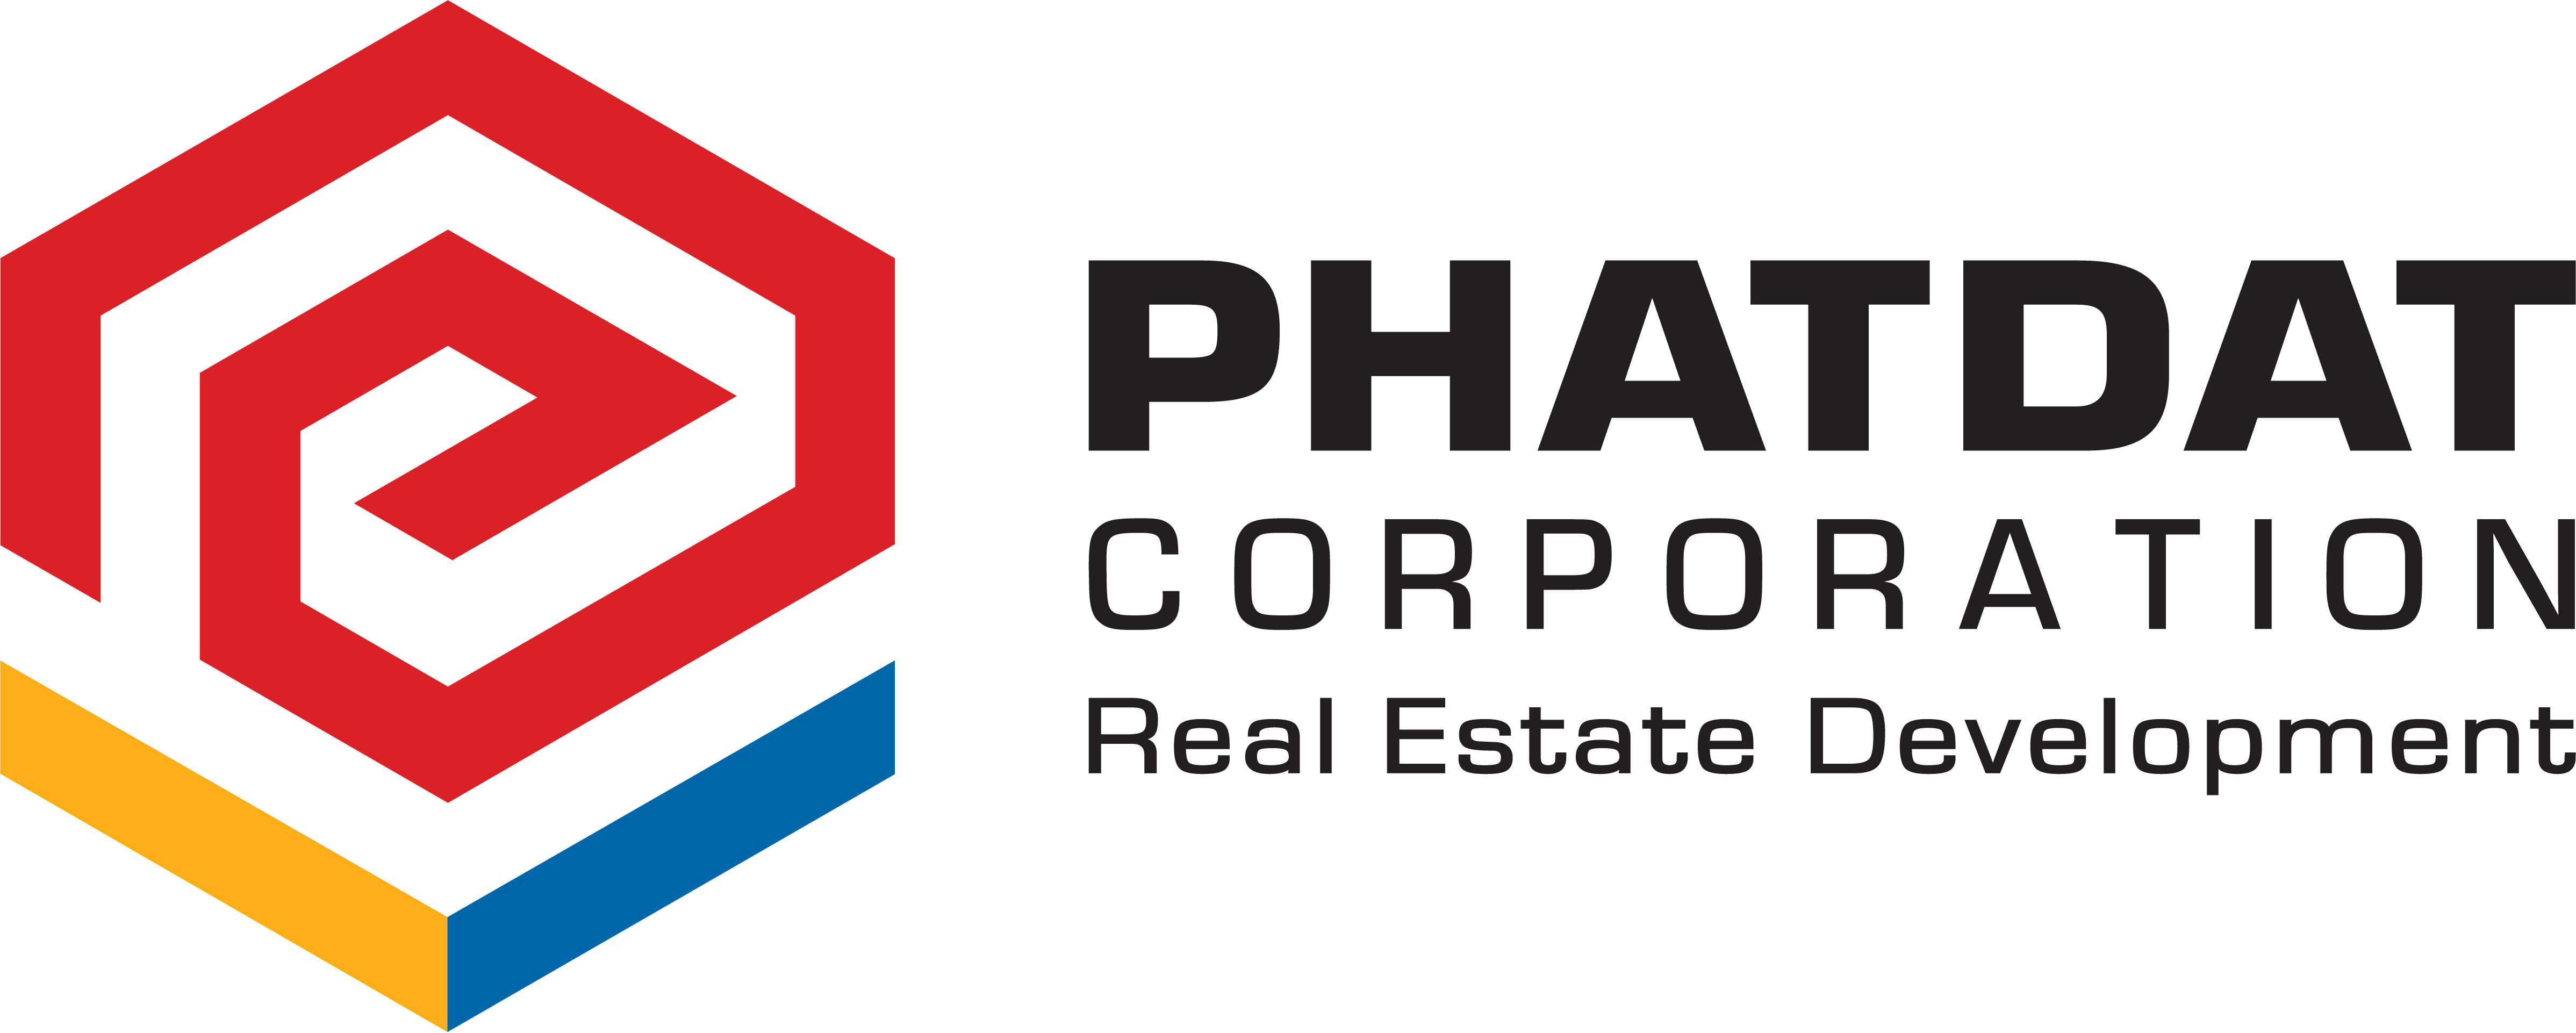 PHATDAT
CORPORATION
Real Estate Development